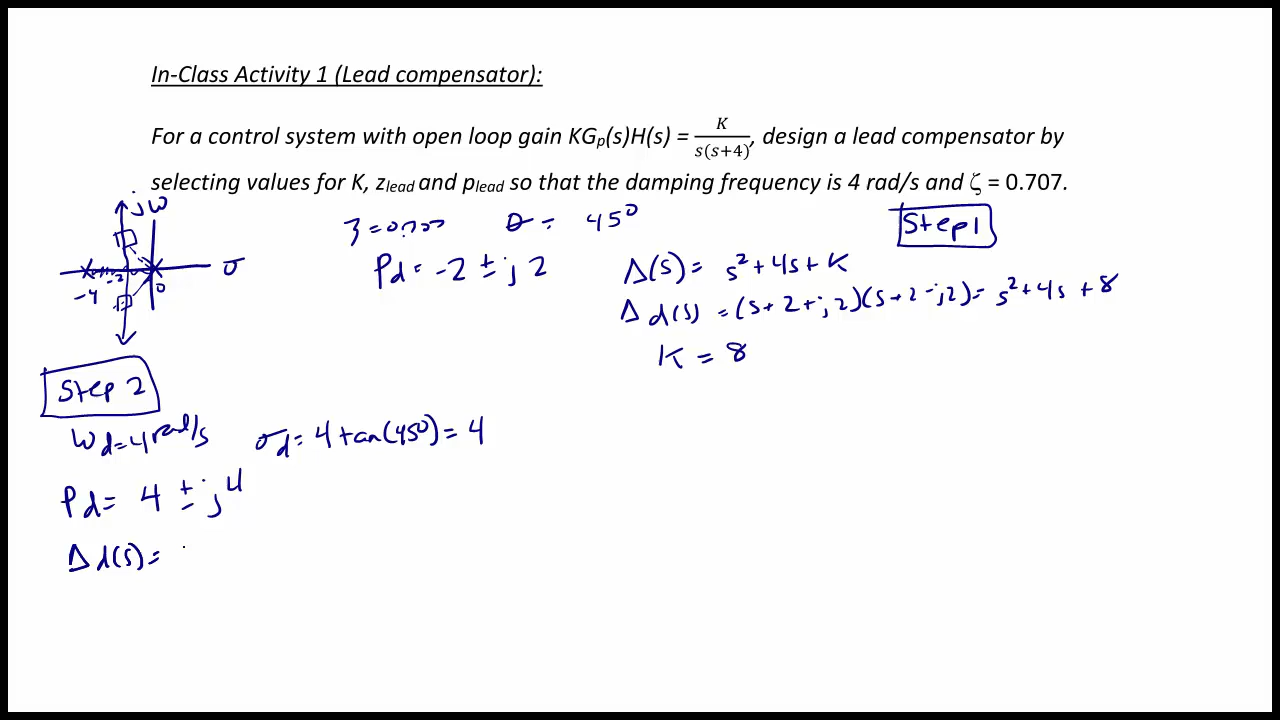 In-Class Activity 1 (Lead compensator):
For a control system with open loop gain KGp(s)H(s) = K/(s(s+4)), design a lead compensator by
selecting values for K, zlead and plead so that the damping frequency is 4 rad/s and ζ = 0.707.
jω
σ
-4
-2
0
ζ = 0.707 θ = 45°
Pd = -2 ± j 2
Step 1
Δ(s) = s² + 4s + K
Δd(s) = (s + 2 + j2)(s + 2 - j2) = s² + 4s + 8
K = 8
Step 2
ωd = 4 rad/s σd = 4 tan(45°) = 4
Pd = 4 ± j4
Δd(s) =